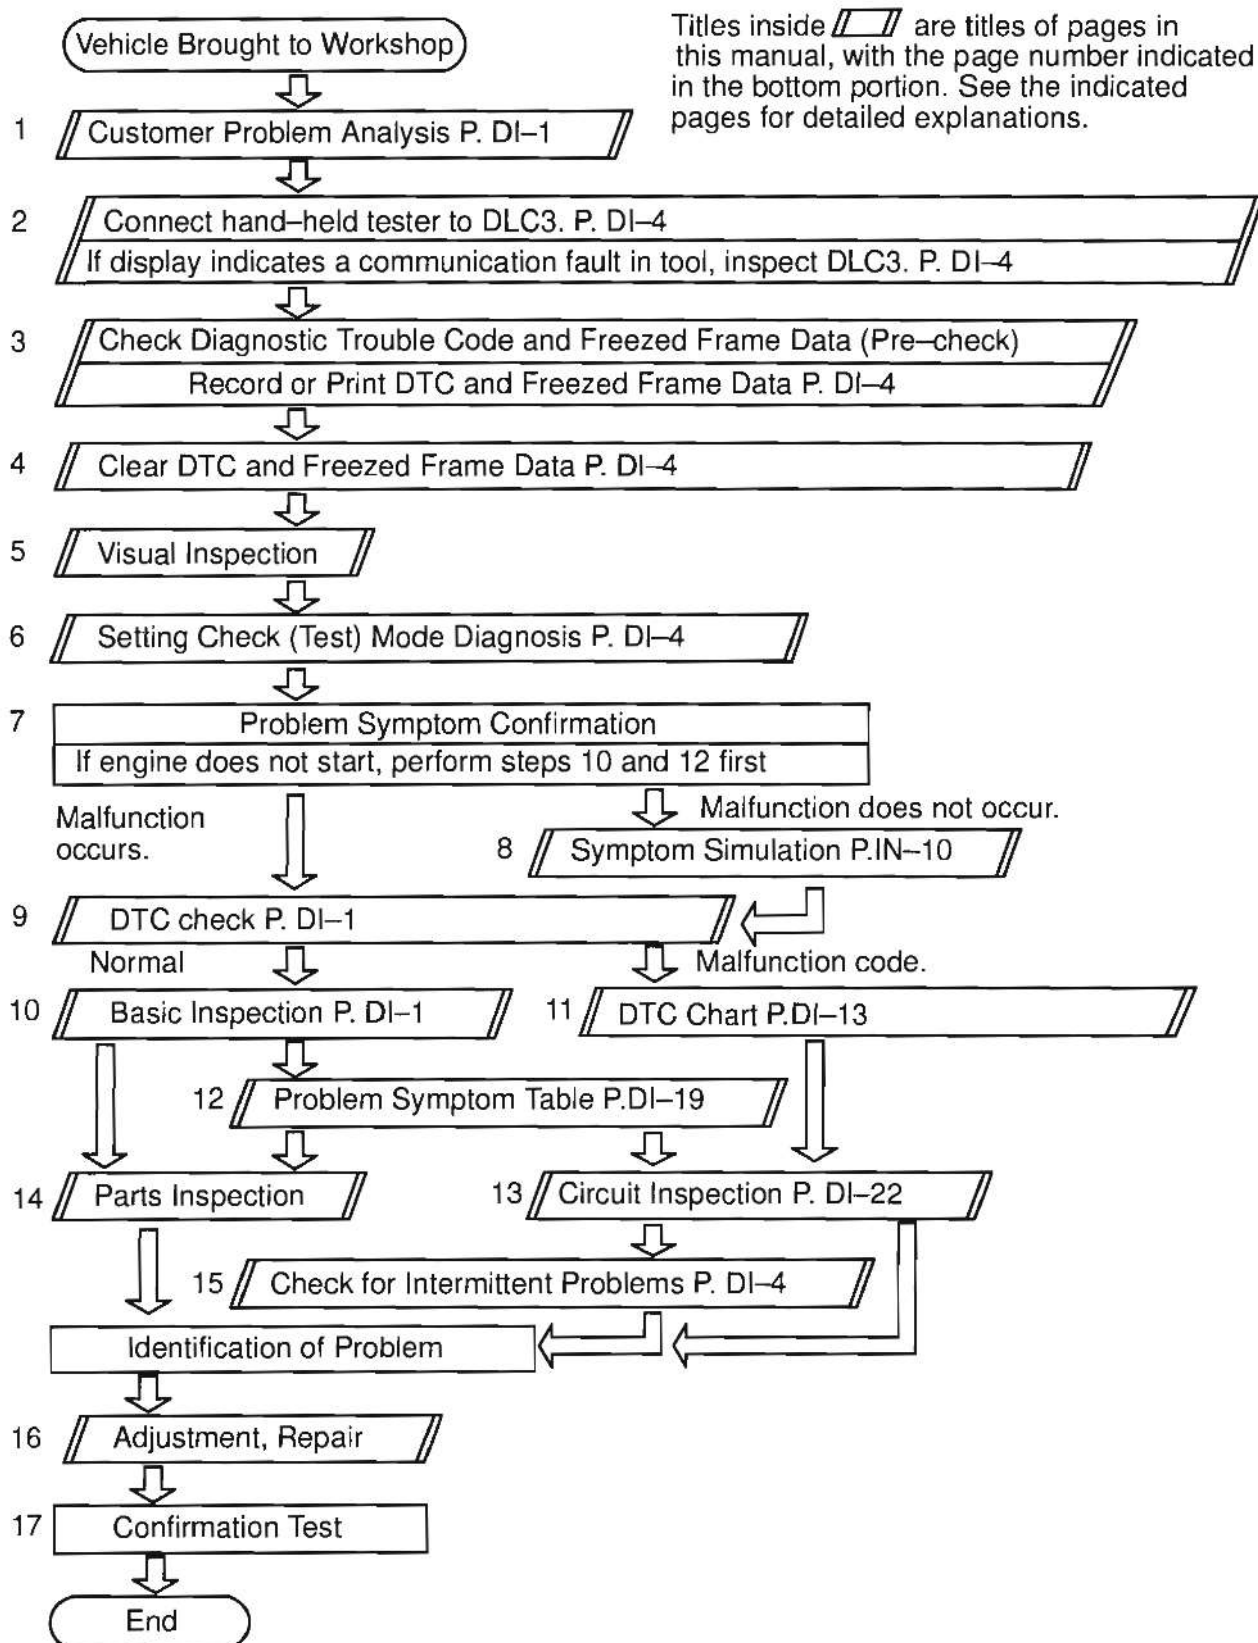 Vehicle Brought to Workshop
Titles inside are titles of pages in
this manual, with the page number indicated
in the bottom portion. See the indicated
pages for detailed explanations.
1 Customer Problem Analysis P. DI–1
2 Connect hand–held tester to DLC3. P. DI–4
If display indicates a communication fault in tool, inspect DLC3. P. DI–4
3 Check Diagnostic Trouble Code and Freezed Frame Data (Pre–check)
Record or Print DTC and Freezed Frame Data P. DI–4
4 Clear DTC and Freezed Frame Data P. DI–4
5 Visual Inspection
6 Setting Check (Test) Mode Diagnosis P. DI–4
7 Problem Symptom Confirmation
If engine does not start, perform steps 10 and 12 first
Malfunction
occurs.
Malfunction does not occur.
8 Symptom Simulation P.IN–10
9 DTC check P. DI–1
Normal
Malfunction code.
10 Basic Inspection P. DI–1
11 DTC Chart P.DI–13
12 Problem Symptom Table P.DI–19
14 Parts Inspection
13 Circuit Inspection P. DI–22
15 Check for Intermittent Problems P. DI–4
Identification of Problem
16 Adjustment, Repair
17 Confirmation Test
End